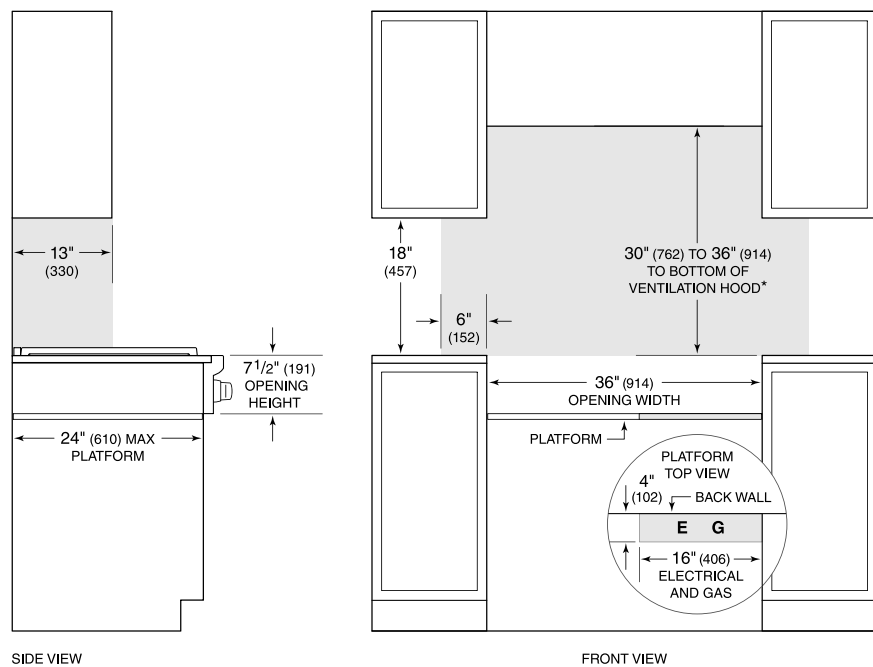 13"
(330)
7 1/2" (191)
OPENING
HEIGHT
24" (610) MAX
PLATFORM
SIDE VIEW
18"
(457)
30" (762) TO 36" (914)
TO BOTTOM OF
VENTILATION HOOD*
6"
(152)
36" (914)
OPENING WIDTH
PLATFORM
PLATFORM
TOP VIEW
4"
(102)
BACK WALL
E G
16" (406)
ELECTRICAL
AND GAS
FRONT VIEW